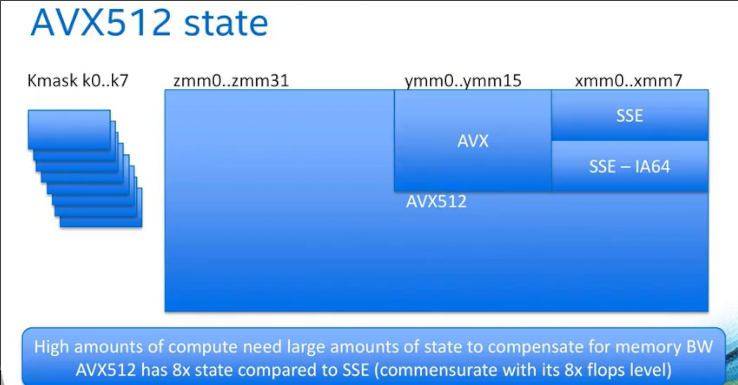 AVX512 state
Kmask k0..k7 zmm0..zmm31 ymm0..ymm15 xmm0..xmm7
SSE
AVX
SSE – IA64
AVX512
High amounts of compute need large amounts of state to compensate for memory BW
AVX512 has 8x state compared to SSE (commensurate with its 8x flops level)